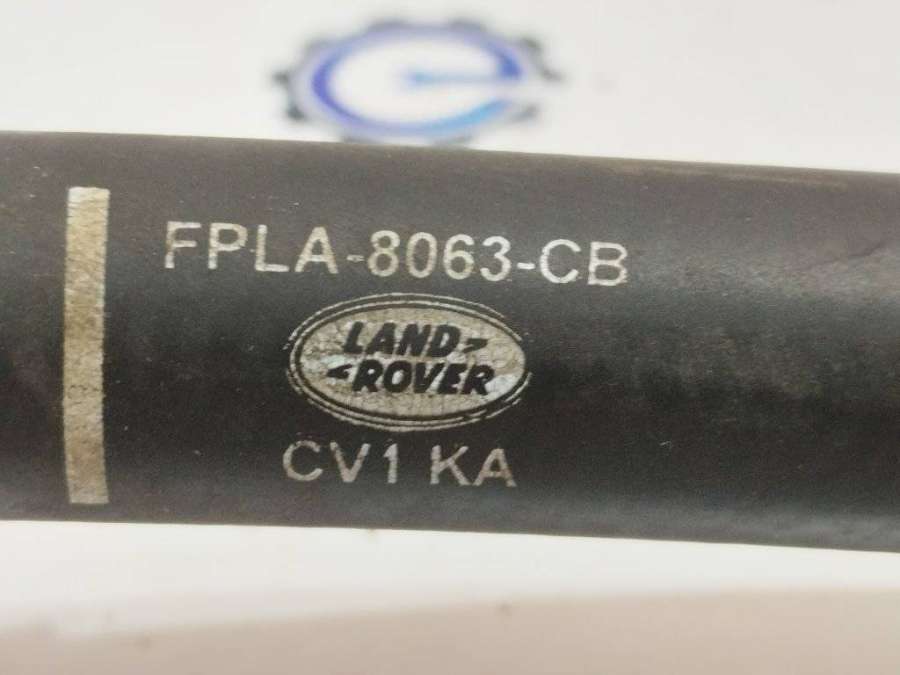 FPLA-8063-CB
LAND
ROVER
CV1 KA